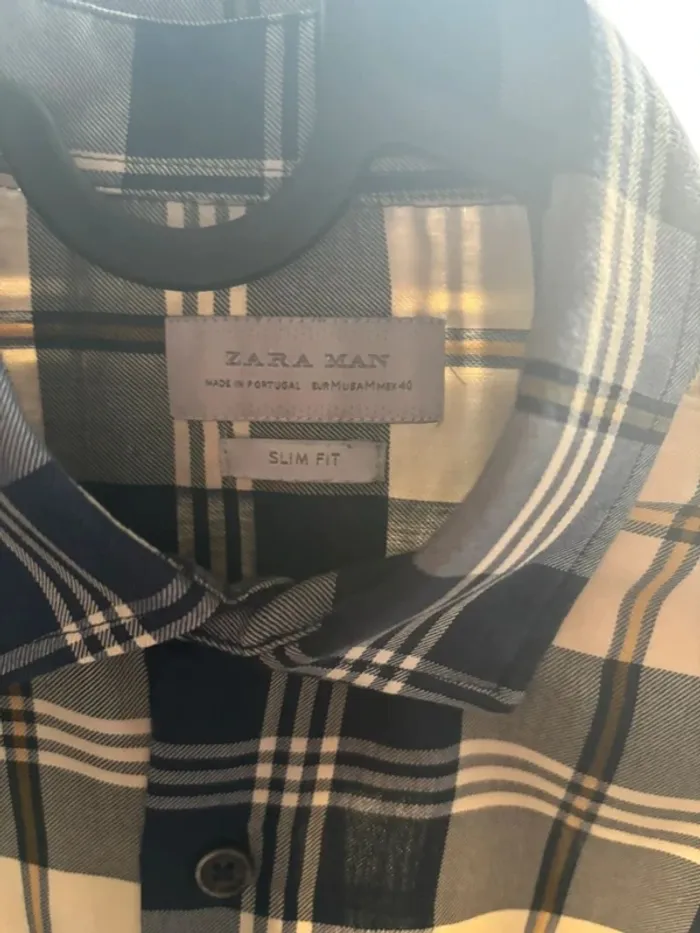 ZARA MAN
MADE IN PORTUGAL EUR M USA M MEX 40
SLIM FIT